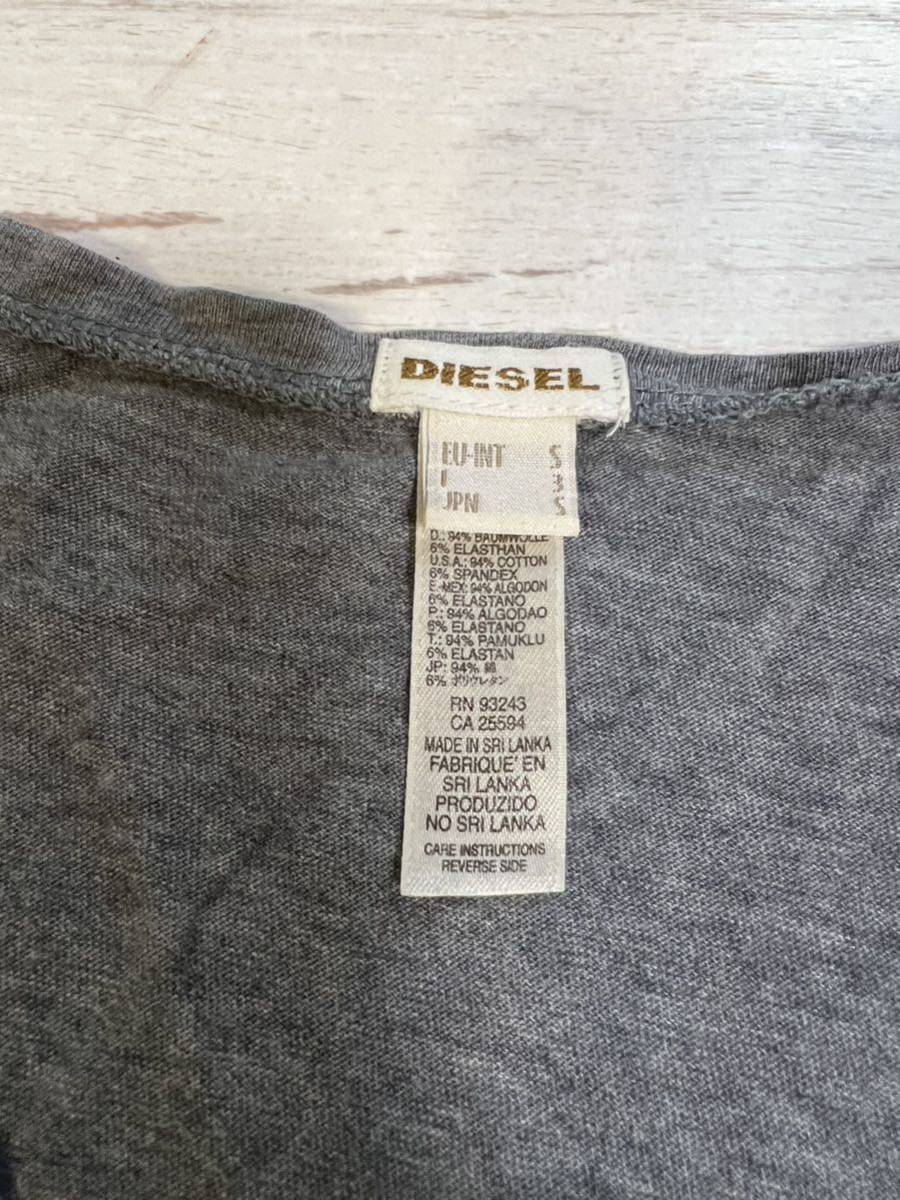 DIESEL
EU-INT S
I 3
JPN S
D.: 94% BAUMWOLLE
6% ELASTHAN
U.S.A.: 94% COTTON
6% SPANDEX
E-MEX: 94% ALGODON
6% ELASTANO
P.: 94% ALGODAO
6% ELASTANO
T.: 94% PAMUKLU
6% ELASTAN
JP: 94% 綿
6% ポリウレタン
RN 93243
CA 25594
MADE IN SRI LANKA
FABRIQUE' EN
SRI LANKA
PRODUZIDO
NO SRI LANKA
CARE INSTRUCTIONS
REVERSE SIDE